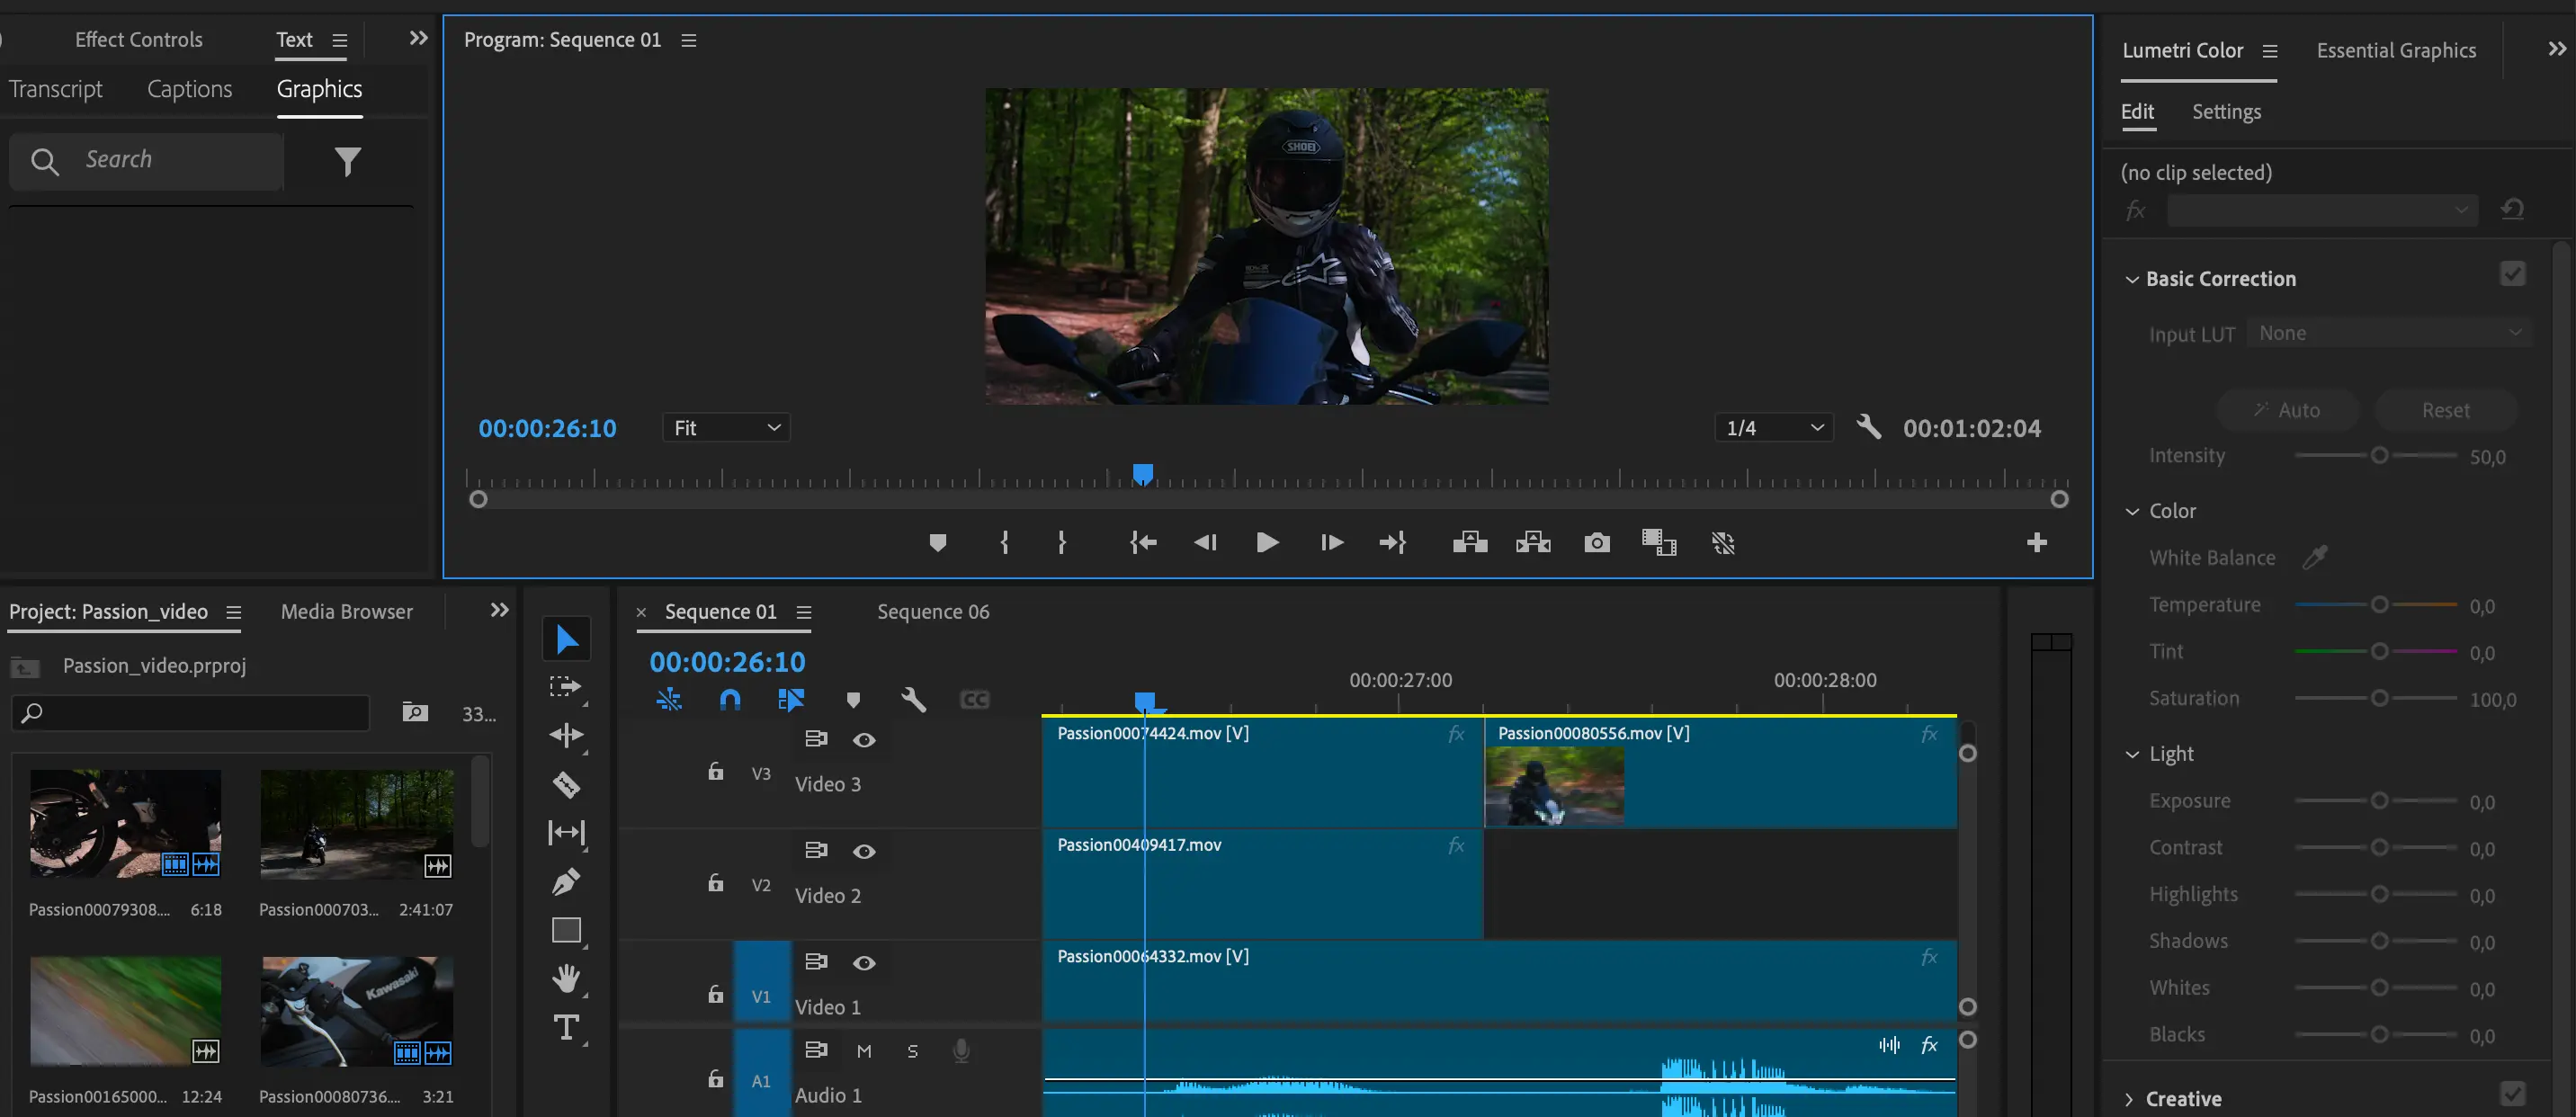 Effect Controls
Text
Transcript
Captions
Graphics
Search
Program: Sequence 01
SHOEI
00:00:26:10
Fit
1/4
00:01:02:04
Lumetri Color
Essential Graphics
Edit
Settings
(no clip selected)
fx
Basic Correction
Input LUT
None
Auto
Reset
Intensity
50,0
Color
White Balance
Temperature
0,0
Tint
0,0
Saturation
100,0
Light
Exposure
0,0
Contrast
0,0
Highlights
0,0
Shadows
0,0
Whites
0,0
Blacks
0,0
Creative
Project: Passion_video
Media Browser
Passion_video.prproj
33...
Passion00079308....
6:18
Passion000703...
2:41:07
Kawasaki
Passion00165000...
12:24
Passion00080736....
3:21
T
Sequence 01
Sequence 06
00:00:26:10
CC
00:00:27:00
00:00:28:00
V3
Video 3
Passion00074424.mov [V]
fx
Passion00080556.mov [V]
fx
V2
Video 2
Passion00409417.mov
fx
V1
Video 1
Passion00064332.mov [V]
fx
A1
M
S
Audio 1
fx